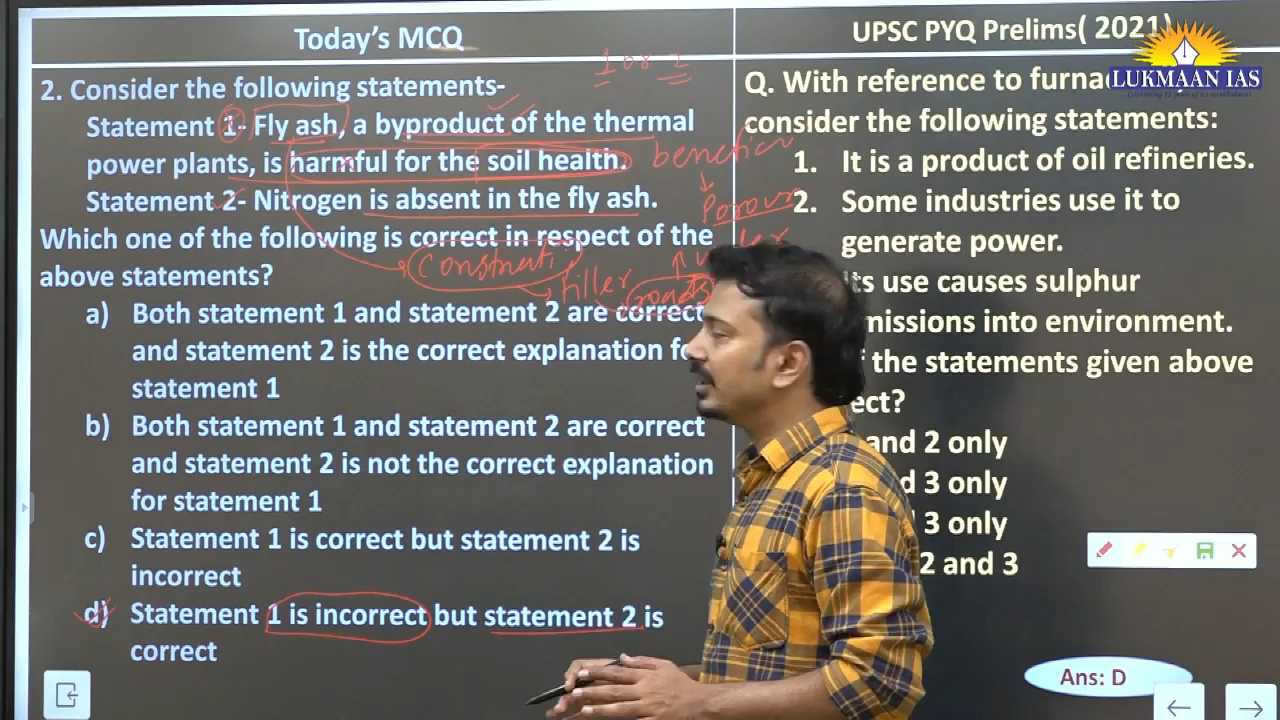 Today's MCQ
2. Consider the following statements-
Statement 1- Fly ash, a byproduct of the thermal
power plants, is harmful for the soil health.
Statement 2- Nitrogen is absent in the fly ash.
Which one of the following is correct in respect of the
above statements?
a) Both statement 1 and statement 2 are correct
and statement 2 is the correct explanation
statement 1
b) Both statement 1 and statement 2 are correct
and statement 2 is not the correct explanation
for statement 1
c) Statement 1 is correct but statement 2 is
incorrect
d) Statement 1 is incorrect but statement 2 is
correct
1 or 2
Porous
filler
roads
UPSC PYQ Prelims( 2021)
LUKMAAN IAS
Q. With reference to
consider the following statements:
1. It is a product of oil refineries.
2. Some industries use it to
generate power.
use causes sulphur
into environment.
the statements given above
and 2 only
3 only
3 only
2 and 3
Ans: D